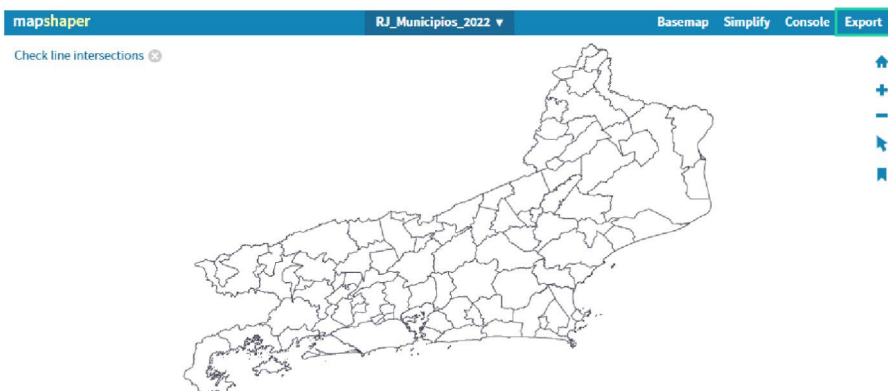 mapshaper RJ_Municipios_2022 ▼ Basemap Simplify Console Export
Check line intersections